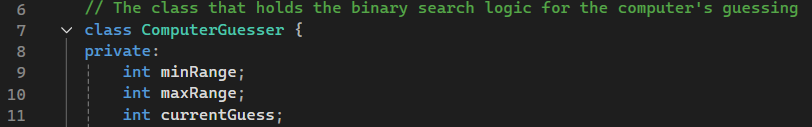 6 // The class that holds the binary search logic for the computer's guessing
7 class ComputerGuesser {
8 private:
9 int minRange;
10 int maxRange;
11 int currentGuess;